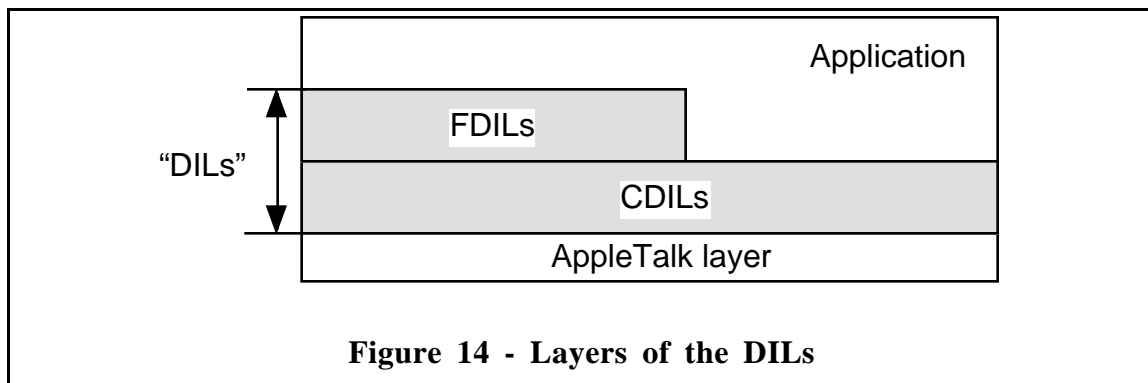 Application
FDILs
“DILs”
CDILs
AppleTalk layer
Figure 14 - Layers of the DILs